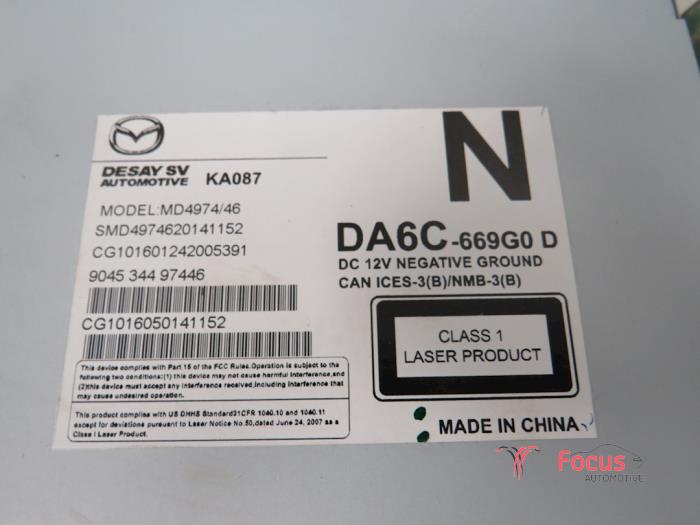 N
DESAY SV
AUTOMOTIVE KA087
MODEL:MD4974/46
SMD4974620141152
CG101601242005391
9045 344 97446
CG1016050141152
DA6C-669G0 D
DC 12V NEGATIVE GROUND
CAN ICES-3(B)/NMB-3(B)
CLASS 1
LASER PRODUCT
This device complies with Part 15 of the FCC Rules.Operation is subject to the
following two conditions:(1) this device may not cause harmful interference,and
(2)this device must accept any interference received,including interference that
may cause undesired operation.
This product complies with US DHHS Standard21CFR 1040.10 and 1040.11
except for deviations pursuant to Laser Notice No.50,dated June 24, 2007 as a
Class I Laser Product.
MADE IN CHINA
Focus
AUTOMOTIVE